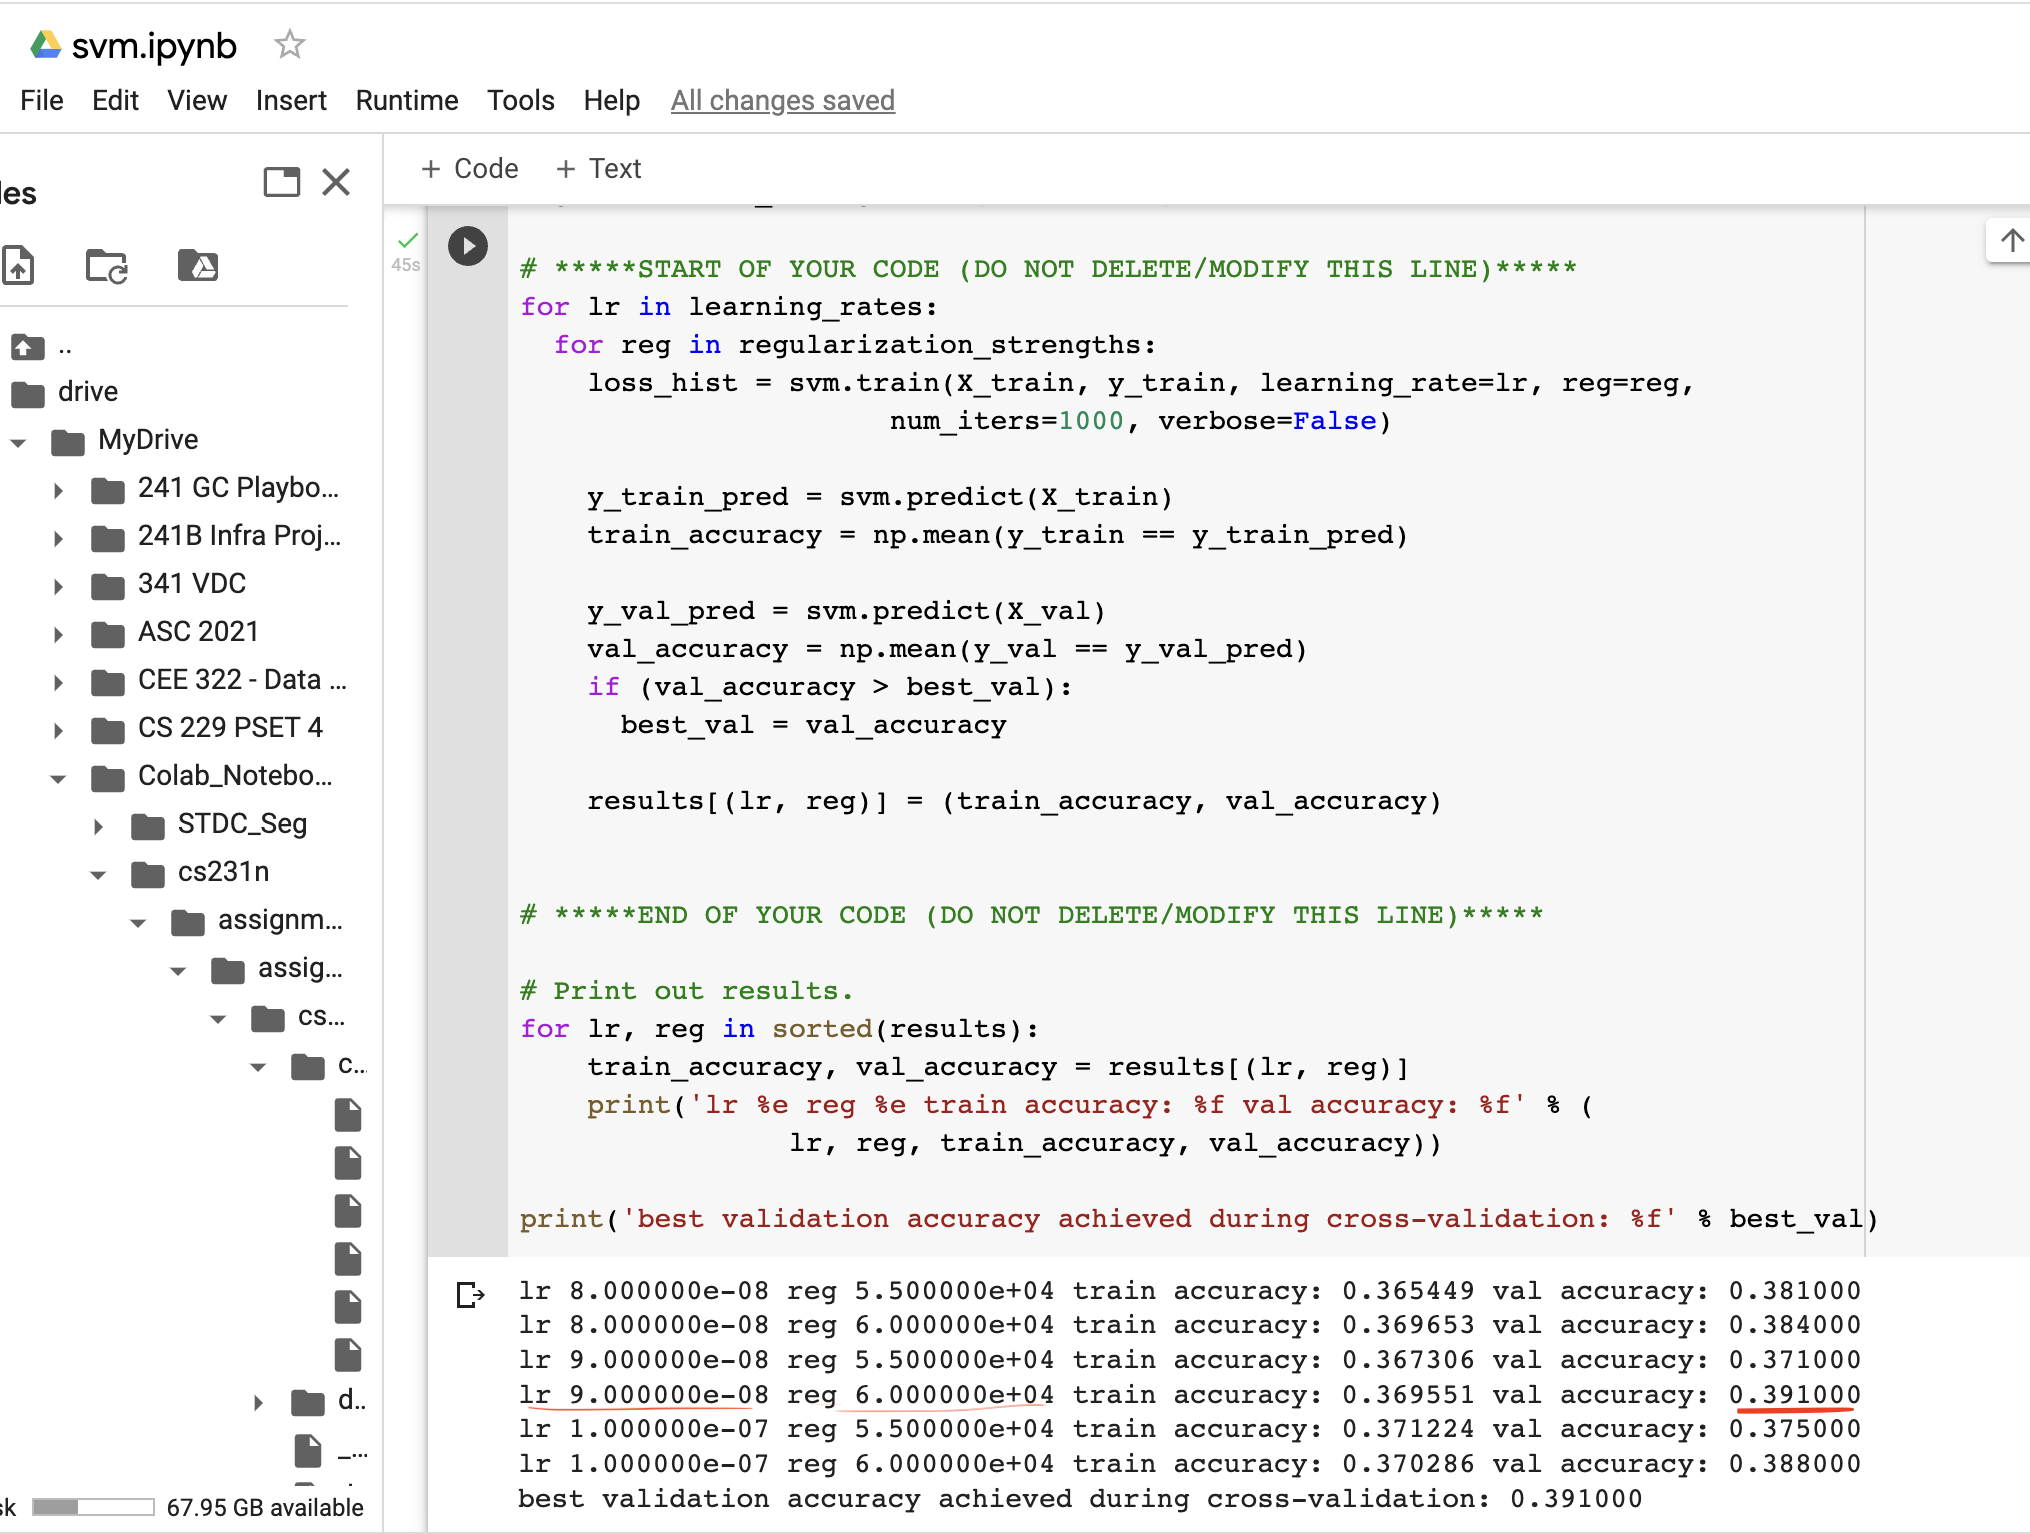 svm.ipynb
File Edit View Insert Runtime Tools Help All changes saved
les
+ Code + Text
45s
..
drive
MyDrive
241 GC Playbo...
241B Infra Proj...
341 VDC
ASC 2021
CEE 322 - Data ...
CS 229 PSET 4
Colab_Notebo...
STDC_Seg
cs231n
assignm...
assig...
cs...
c...
d...
_...
sk 67.95 GB available
# *****START OF YOUR CODE (DO NOT DELETE/MODIFY THIS LINE)*****
for lr in learning_rates:
for reg in regularization_strengths:
loss_hist = svm.train(X_train, y_train, learning_rate=lr, reg=reg,
num_iters=1000, verbose=False)
y_train_pred = svm.predict(X_train)
train_accuracy = np.mean(y_train == y_train_pred)
y_val_pred = svm.predict(X_val)
val_accuracy = np.mean(y_val == y_val_pred)
if (val_accuracy > best_val):
best_val = val_accuracy
results[(lr, reg)] = (train_accuracy, val_accuracy)
# *****END OF YOUR CODE (DO NOT DELETE/MODIFY THIS LINE)*****
# Print out results.
for lr, reg in sorted(results):
train_accuracy, val_accuracy = results[(lr, reg)]
print('lr %e reg %e train accuracy: %f val accuracy: %f' % (
lr, reg, train_accuracy, val_accuracy))
print('best validation accuracy achieved during cross-validation: %f' % best_val)
lr 8.000000e-08 reg 5.500000e+04 train accuracy: 0.365449 val accuracy: 0.381000
lr 8.000000e-08 reg 6.000000e+04 train accuracy: 0.369653 val accuracy: 0.384000
lr 9.000000e-08 reg 5.500000e+04 train accuracy: 0.367306 val accuracy: 0.371000
lr 9.000000e-08 reg 6.000000e+04 train accuracy: 0.369551 val accuracy: 0.391000
lr 1.000000e-07 reg 5.500000e+04 train accuracy: 0.371224 val accuracy: 0.375000
lr 1.000000e-07 reg 6.000000e+04 train accuracy: 0.370286 val accuracy: 0.388000
best validation accuracy achieved during cross-validation: 0.391000